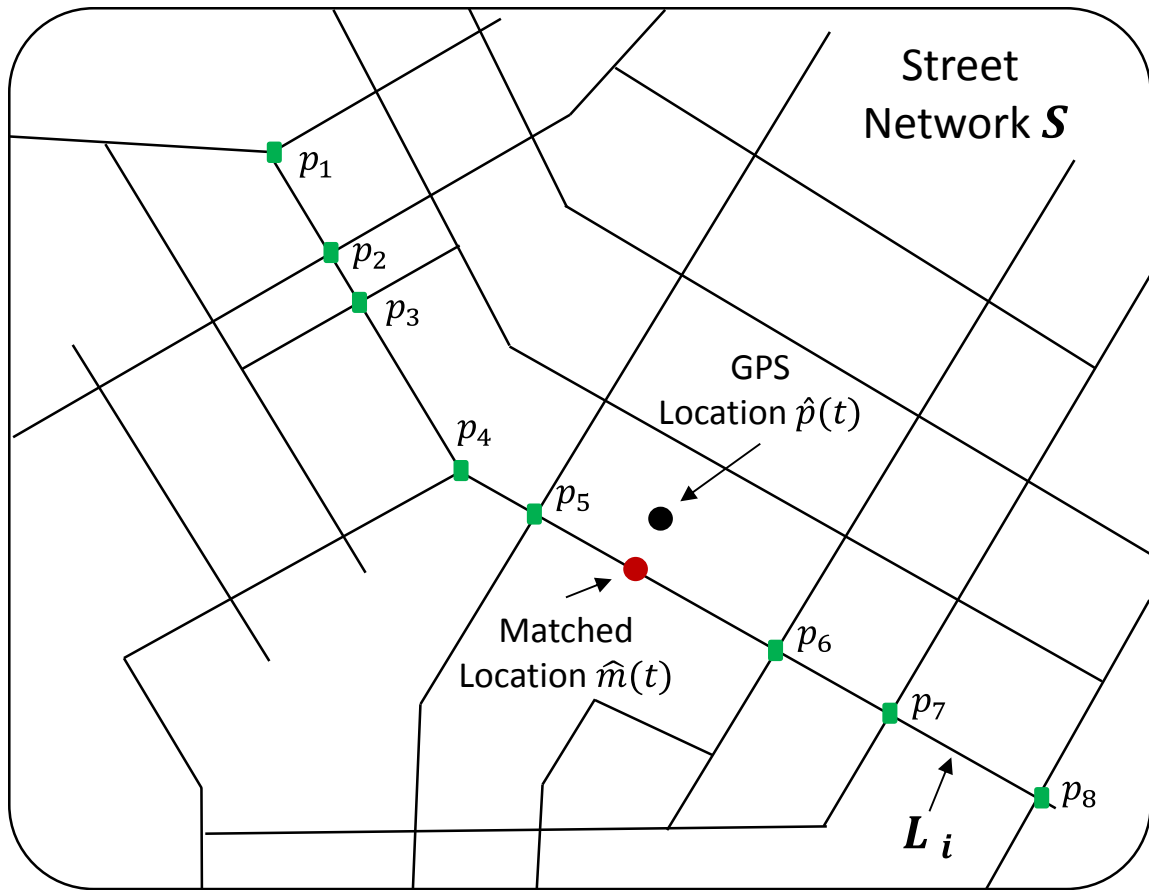 Street
Network S
p₁
p₂
p₃
GPS
Location p̂(t)
p₄
p₅
Matched
Location m̂(t)
p₆
p₇
p₈
L i